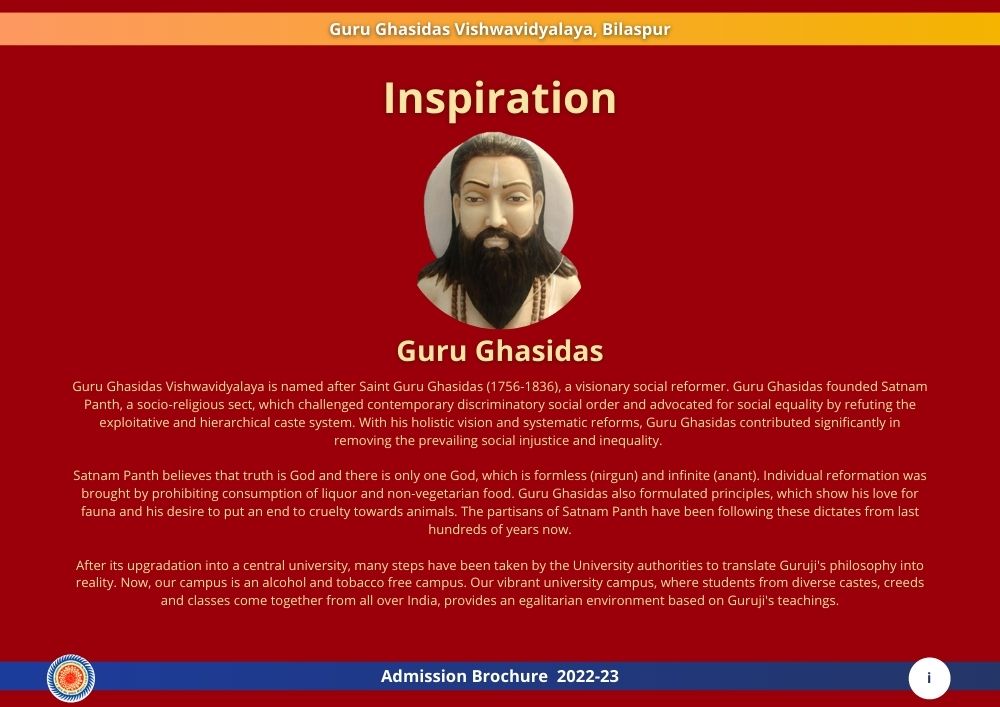 Guru Ghasidas Vishwavidyalaya, Bilaspur
Inspiration
Guru Ghasidas
Guru Ghasidas Vishwavidyalaya is named after Saint Guru Ghasidas (1756-1836), a visionary social reformer. Guru Ghasidas founded Satnam
Panth, a socio-religious sect, which challenged contemporary discriminatory social order and advocated for social equality by refuting the
exploitative and hierarchical caste system. With his holistic vision and systematic reforms, Guru Ghasidas contributed significantly in
removing the prevailing social injustice and inequality.
Satnam Panth believes that truth is God and there is only one God, which is formless (nirgun) and infinite (anant). Individual reformation was
brought by prohibiting consumption of liquor and non-vegetarian food. Guru Ghasidas also formulated principles, which show his love for
fauna and his desire to put an end to cruelty towards animals. The partisans of Satnam Panth have been following these dictates from last
hundreds of years now.
After its upgradation into a central university, many steps have been taken by the University authorities to translate Guruji's philosophy into
reality. Now, our campus is an alcohol and tobacco free campus. Our vibrant university campus, where students from diverse castes, creeds
and classes come together from all over India, provides an egalitarian environment based on Guruji's teachings.
Admission Brochure 2022-23
i